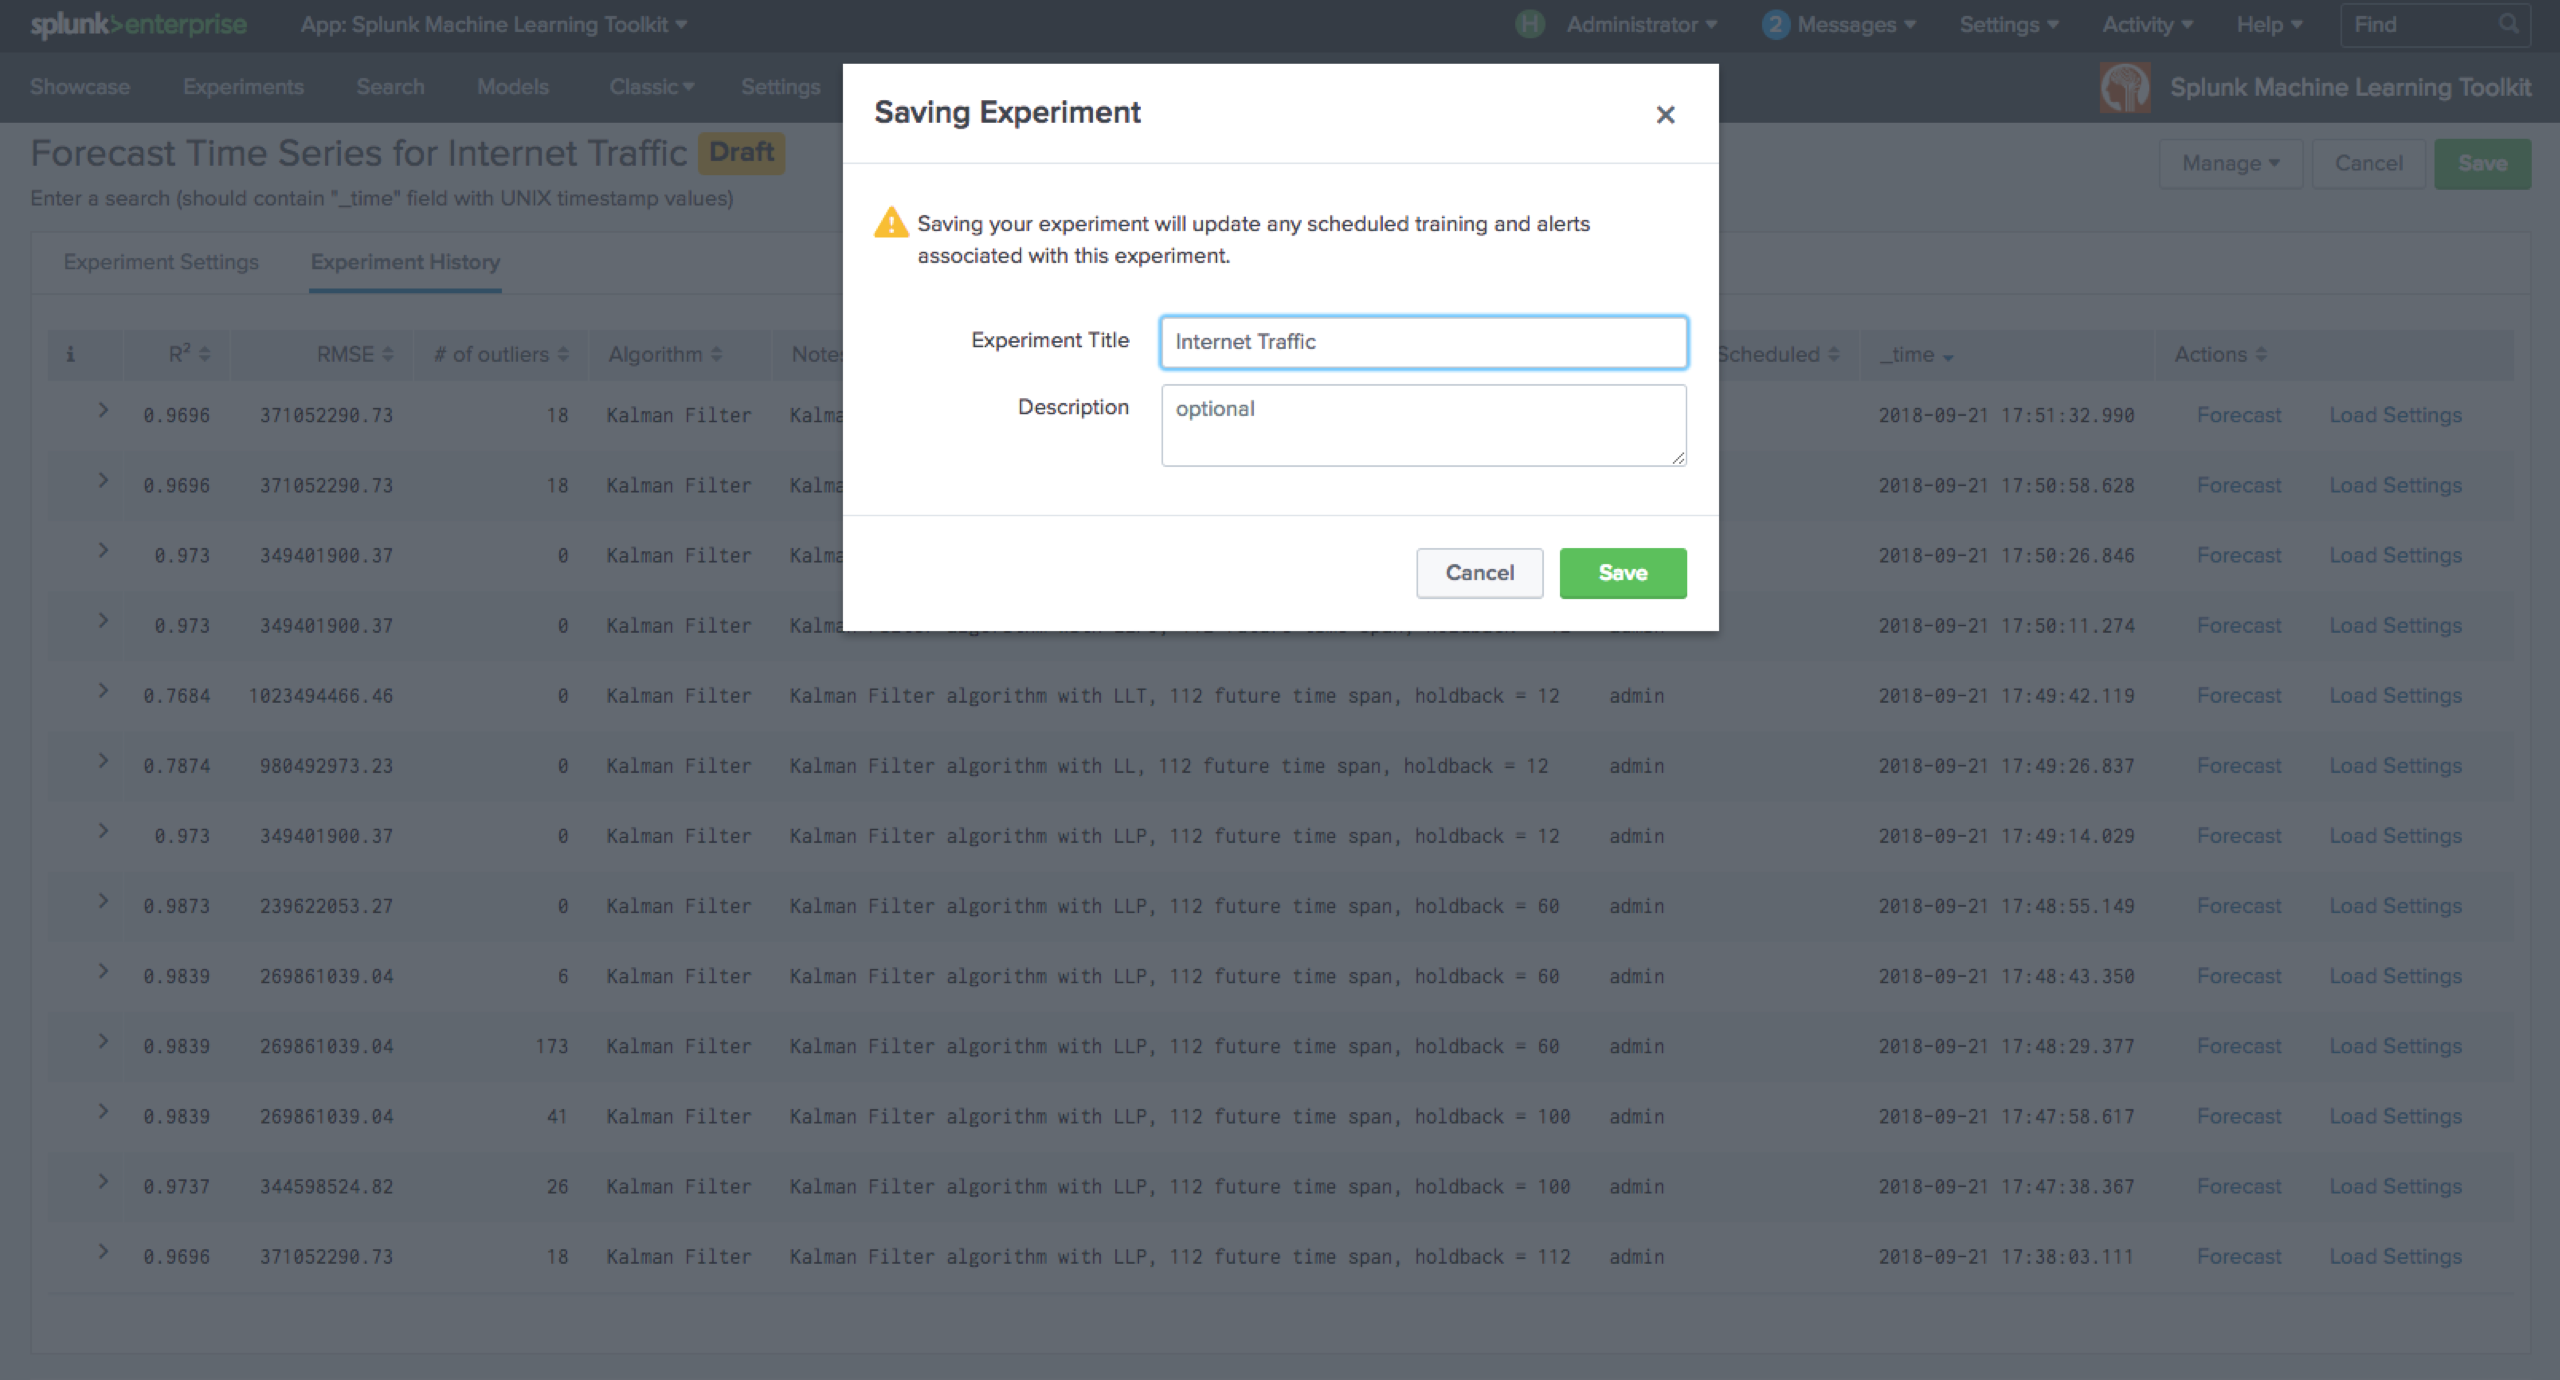 splunk>enterprise App: Splunk Machine Learning Toolkit H Administrator 2 Messages Settings Activity Help Find
Showcase Experiments Search Models Classic Settings Splunk Machine Learning Toolkit
Forecast Time Series for Internet Traffic Draft Manage Cancel Save
Enter a search (should contain "_time" field with UNIX timestamp values)
Experiment Settings Experiment History
Saving Experiment
Saving your experiment will update any scheduled training and alerts
associated with this experiment.
Experiment Title Internet Traffic
Description optional
Cancel Save
i R² RMSE # of outliers Algorithm Notes Scheduled _time Actions
0.9696 371052290.73 18 Kalman Filter 2018-09-21 17:51:32.990 Forecast Load Settings
0.9696 371052290.73 18 Kalman Filter 2018-09-21 17:50:58.628 Forecast Load Settings
0.973 349401900.37 0 Kalman Filter 2018-09-21 17:50:26.846 Forecast Load Settings
0.973 349401900.37 0 Kalman Filter 2018-09-21 17:50:11.274 Forecast Load Settings
0.7684 1023494466.46 0 Kalman Filter Kalman Filter algorithm with LLT, 112 future time span, holdback = 12 admin 2018-09-21 17:49:42.119 Forecast Load Settings
0.7874 980492973.23 0 Kalman Filter Kalman Filter algorithm with LL, 112 future time span, holdback = 12 admin 2018-09-21 17:49:26.837 Forecast Load Settings
0.973 349401900.37 0 Kalman Filter Kalman Filter algorithm with LLP, 112 future time span, holdback = 12 admin 2018-09-21 17:49:14.029 Forecast Load Settings
0.9873 239622053.27 0 Kalman Filter Kalman Filter algorithm with LLP, 112 future time span, holdback = 60 admin 2018-09-21 17:48:55.149 Forecast Load Settings
0.9839 269861039.04 6 Kalman Filter Kalman Filter algorithm with LLP, 112 future time span, holdback = 60 admin 2018-09-21 17:48:43.350 Forecast Load Settings
0.9839 269861039.04 173 Kalman Filter Kalman Filter algorithm with LLP, 112 future time span, holdback = 60 admin 2018-09-21 17:48:29.377 Forecast Load Settings
0.9839 269861039.04 41 Kalman Filter Kalman Filter algorithm with LLP, 112 future time span, holdback = 100 admin 2018-09-21 17:47:58.617 Forecast Load Settings
0.9737 344598524.82 26 Kalman Filter Kalman Filter algorithm with LLP, 112 future time span, holdback = 100 admin 2018-09-21 17:47:38.367 Forecast Load Settings
0.9696 371052290.73 18 Kalman Filter Kalman Filter algorithm with LLP, 112 future time span, holdback = 112 admin 2018-09-21 17:38:03.111 Forecast Load Settings